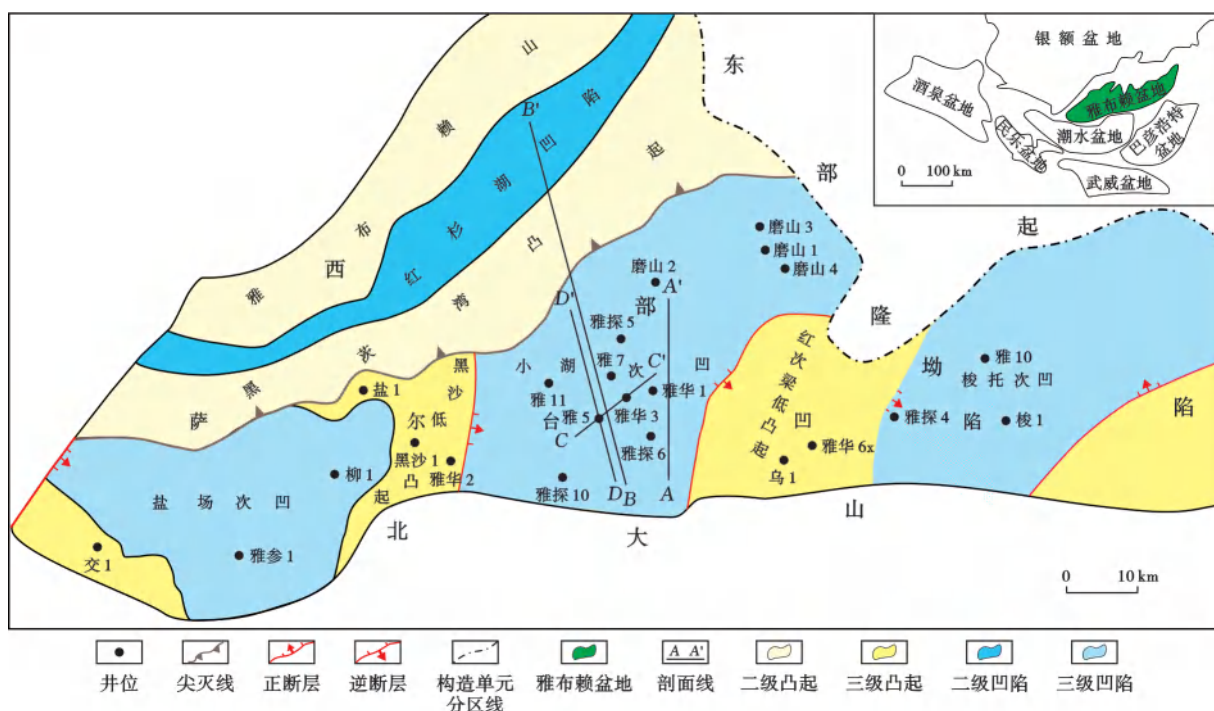 银额盆地
酒泉盆地
雅布赖盆地
民乐盆地
潮水盆地
巴彦浩特
盆地
武威盆地
0 100 km
东
部
隆
起
西
部
坳
陷
雅布赖山
红杉湖凹陷
萨尔台凹陷
黑茨湾凸起
黑沙低凸起
盐场次凹
小湖次凹
红次梁低凸起
梭托次凹
北大山
B'
D'
A'
C'
C
D
B
A
磨山 3
磨山 1
磨山 4
磨山 2
雅探 5
雅 7
雅 11
雅 5
雅华 1
雅华 3
雅探 6
雅探 10
盐 1
黑沙 1
雅华 2
柳 1
雅参 1
交 1
雅 10
雅探 4
梭 1
雅华 6x
乌 1
0 10 km
井位
尖灭线
正断层
逆断层
构造单元
分区线
雅布赖盆地
A A'
剖面线
二级凸起
三级凸起
二级凹陷
三级凹陷